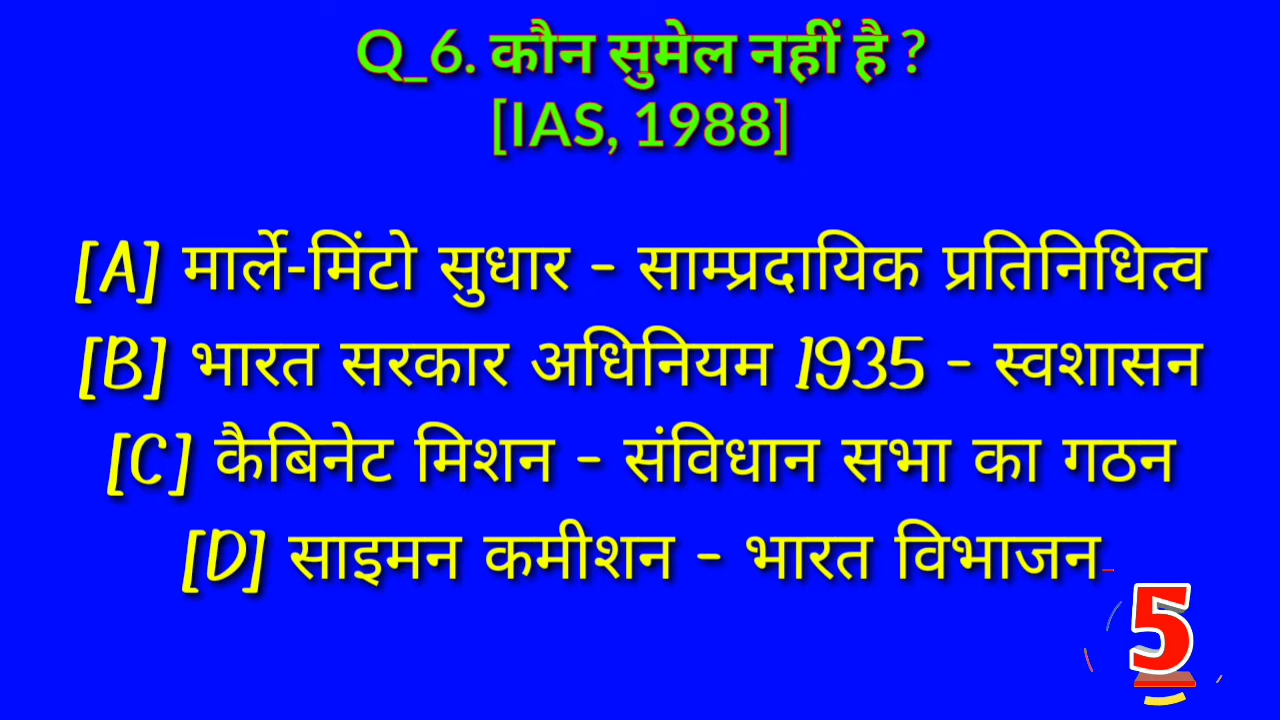 Q_6. कौन सुमेल नहीं है ?
[IAS, 1988]
[A] मार्ले-मिंटो सुधार - साम्प्रदायिक प्रतिनिधित्व
[B] भारत सरकार अधिनियम 1935 - स्वशासन
[C] कैबिनेट मिशन - संविधान सभा का गठन
[D] साइमन कमीशन - भारत विभाजन
5